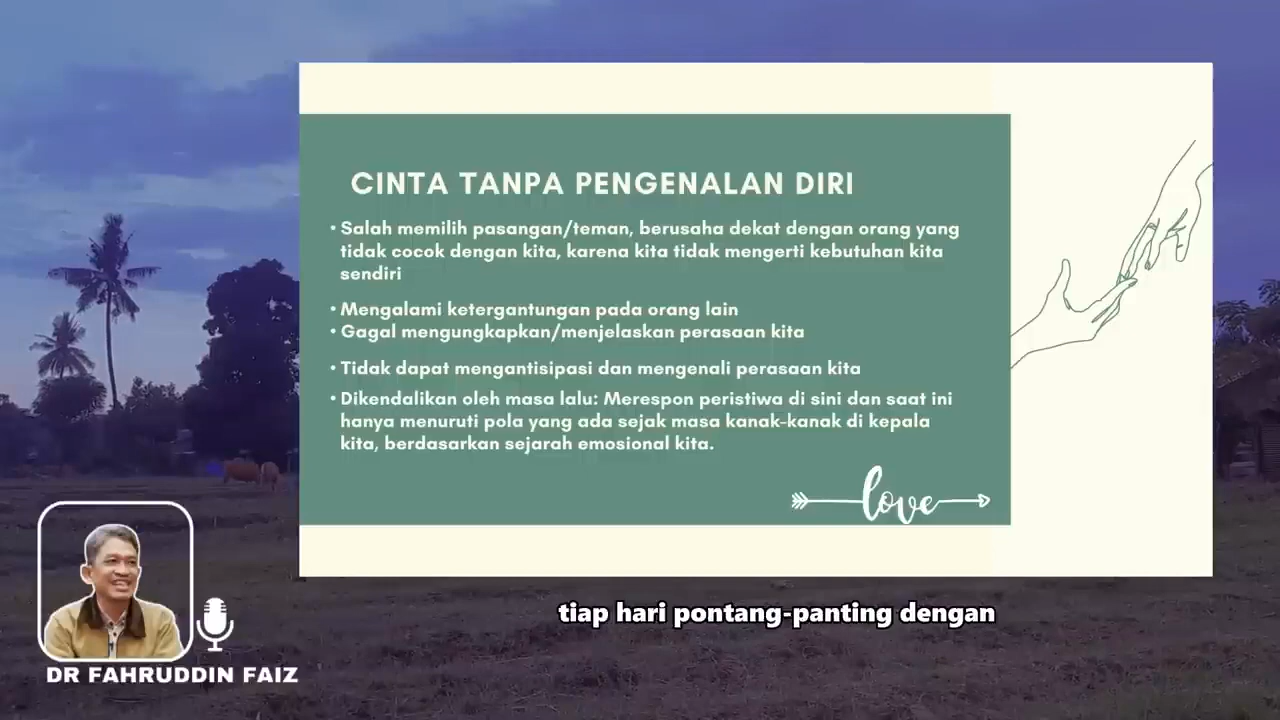 CINTA TANPA PENGENALAN DIRI
• Salah memilih pasangan/teman, berusaha dekat dengan orang yang
tidak cocok dengan kita, karena kita tidak mengerti kebutuhan kita
sendiri
• Mengalami ketergantungan pada orang lain
• Gagal mengungkapkan/menjelaskan perasaan kita
• Tidak dapat mengantisipasi dan mengenali perasaan kita
• Dikendalikan oleh masa lalu: Merespon peristiwa di sini dan saat ini
hanya menuruti pola yang ada sejak masa kanak-kanak di kepala
kita, berdasarkan sejarah emosional kita.
love
tiap hari pontang-panting dengan
DR FAHRUDDIN FAIZ